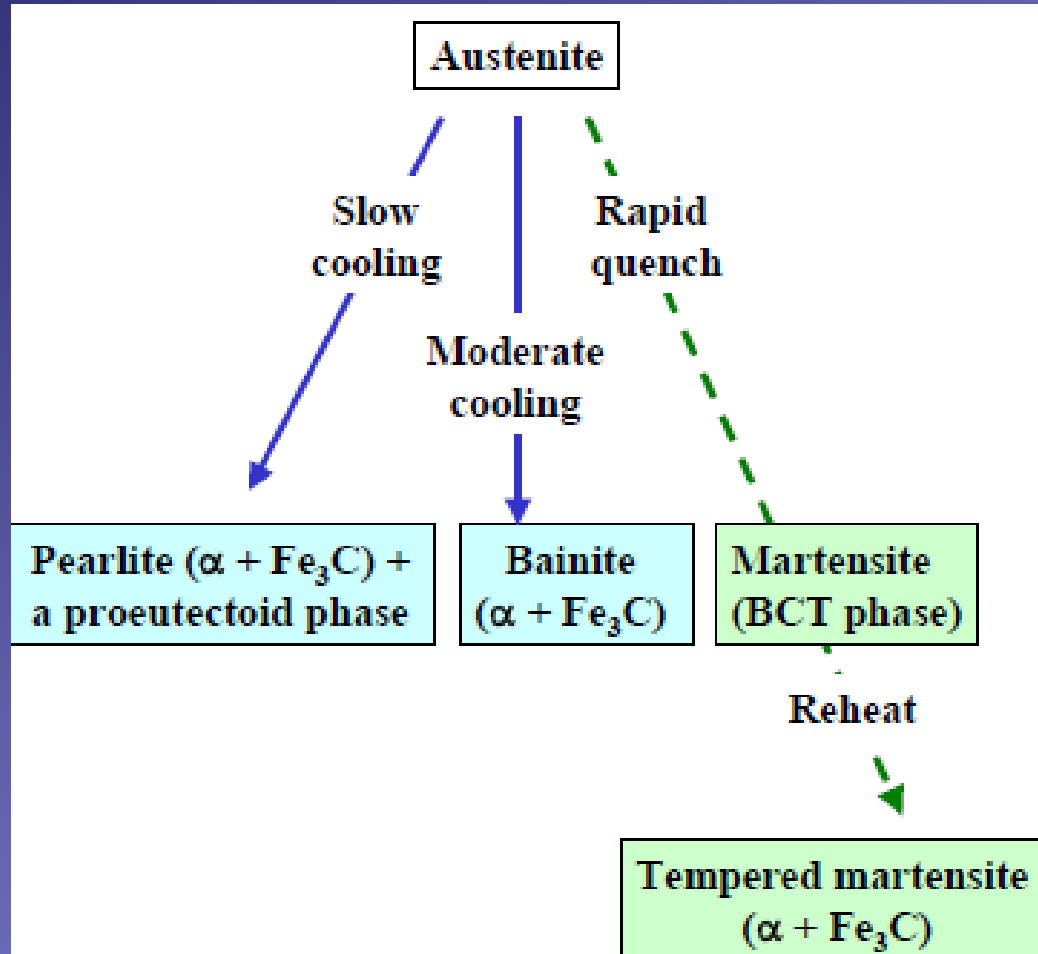 Austenite
Slow
cooling
Rapid
quench
Moderate
cooling
Pearlite (α + Fe₃C) +
a proeutectoid phase
Bainite
(α + Fe₃C)
Martensite
(BCT phase)
Reheat
Tempered martensite
(α + Fe₃C)